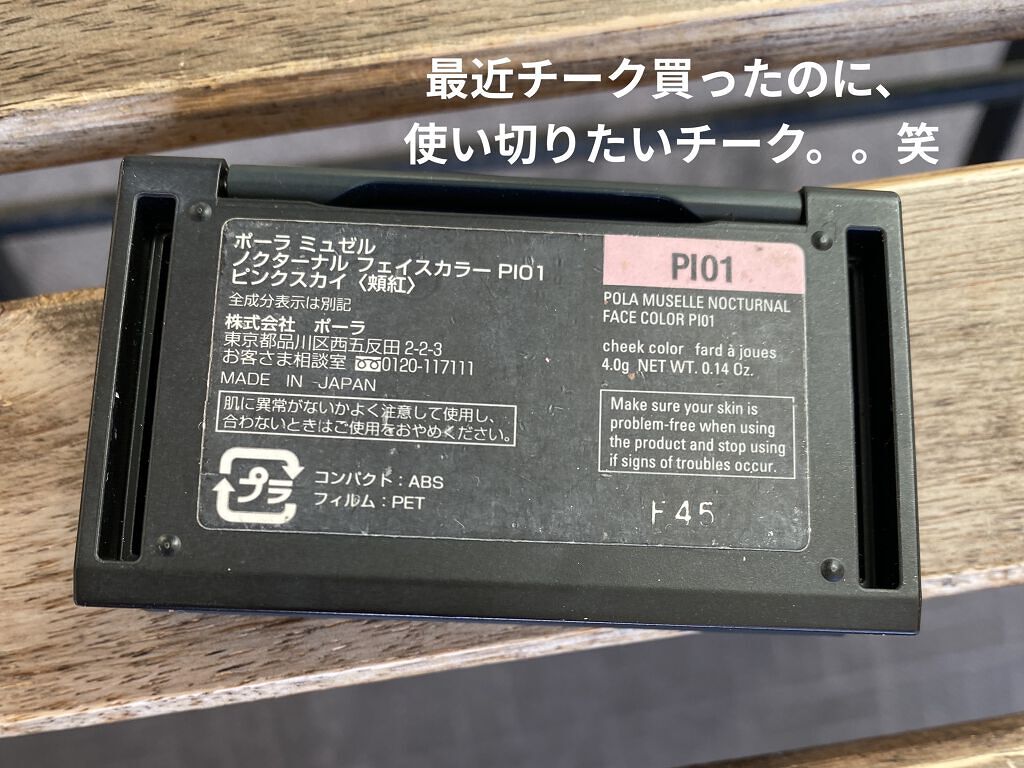 最近チーク買ったのに、
使い切りたいチーク。。笑
ポーラ ミュゼル
ノクターナル フェイスカラー PI01
ピンクスカイ〈頬紅〉
全成分表示は別記
株式会社 ポーラ
東京都品川区西五反田 2-2-3
お客さま相談室 0120-117111
MADE IN JAPAN
肌に異常がないかよく注意して使用し、
合わないときはご使用をおやめください。
プラ
コンパクト：ABS
フィルム：PET
PI01
POLA MUSELLE NOCTURNAL
FACE COLOR PI01
cheek color fard à joues
4.0g NET WT. 0.14 Oz.
Make sure your skin is
problem-free when using
the product and stop using
if signs of troubles occur.
F45